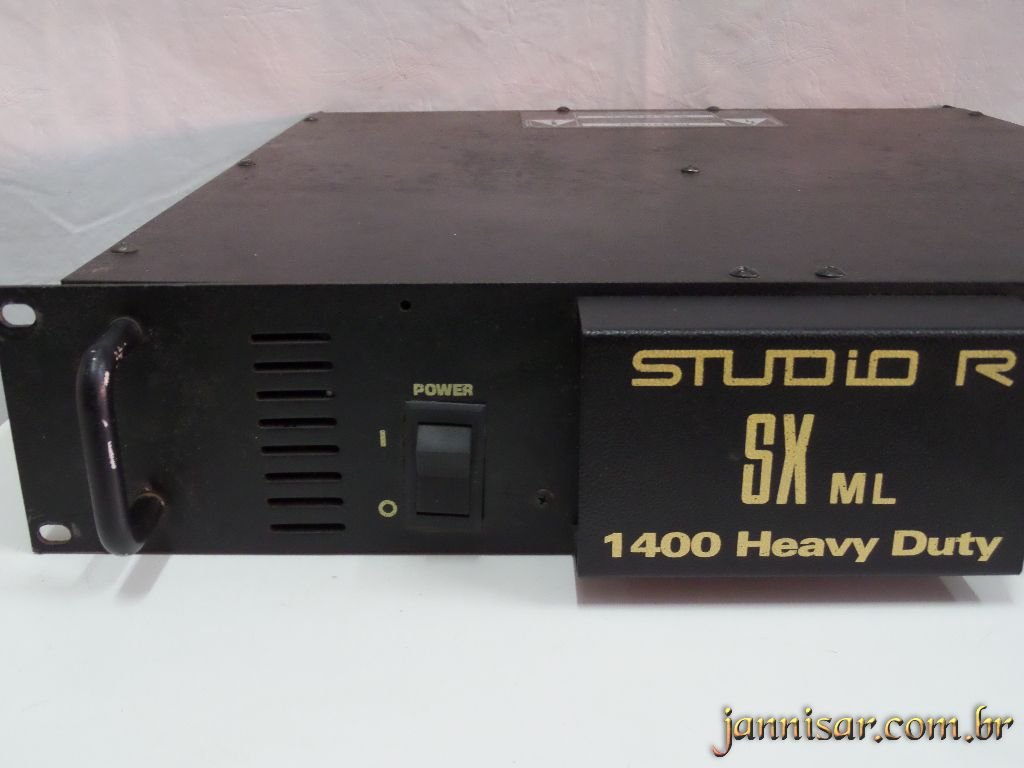 POWER
I
O
STUDIO R
SX ML
1400 Heavy Duty
jannisar.com.br